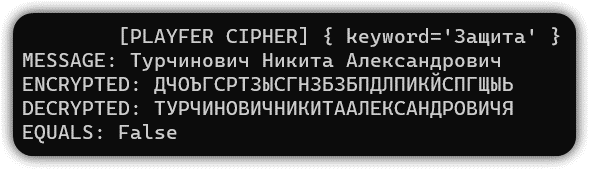 [PLAYFER CIPHER] { keyword='Защита' }
MESSAGE: Турчинович Никита Александрович
ENCRYPTED: ДЧОЪГСРТЗЫСГНЗБЗБПДЛПИКЙСПГЩЫЬ
DECRYPTED: ТУРЧИНОВИЧНИКИТААЛЕКСАНДРОВИЧЯ
EQUALS: False